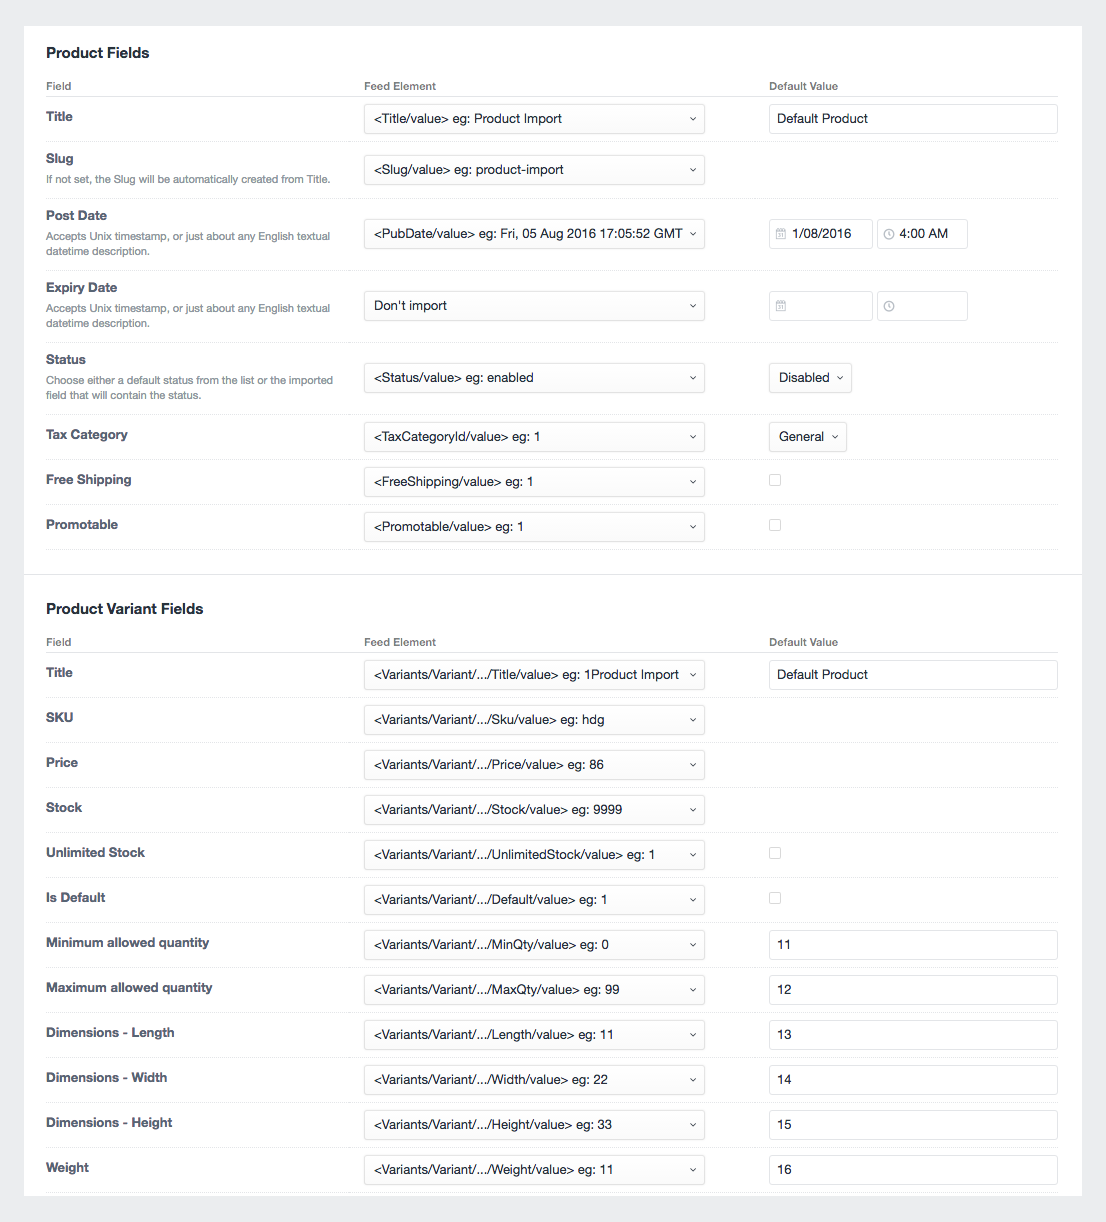 Product Fields
Field Feed Element Default Value
Title <Title/value> eg: Product Import Default Product
Slug
If not set, the Slug will be automatically created from Title.
<Slug/value> eg: product-import
Post Date
Accepts Unix timestamp, or just about any English textual
datetime description.
<PubDate/value> eg: Fri, 05 Aug 2016 17:05:52 GMT 1/08/2016 4:00 AM
Expiry Date
Accepts Unix timestamp, or just about any English textual
datetime description.
Don't import
Status
Choose either a default status from the list or the imported
field that will contain the status.
<Status/value> eg: enabled Disabled
Tax Category <TaxCategoryId/value> eg: 1 General
Free Shipping <FreeShipping/value> eg: 1
Promotable <Promotable/value> eg: 1
Product Variant Fields
Field Feed Element Default Value
Title <Variants/Variant/.../Title/value> eg: 1Product Import Default Product
SKU <Variants/Variant/.../Sku/value> eg: hdg
Price <Variants/Variant/.../Price/value> eg: 86
Stock <Variants/Variant/.../Stock/value> eg: 9999
Unlimited Stock <Variants/Variant/.../UnlimitedStock/value> eg: 1
Is Default <Variants/Variant/.../Default/value> eg: 1
Minimum allowed quantity <Variants/Variant/.../MinQty/value> eg: 0 11
Maximum allowed quantity <Variants/Variant/.../MaxQty/value> eg: 99 12
Dimensions - Length <Variants/Variant/.../Length/value> eg: 11 13
Dimensions - Width <Variants/Variant/.../Width/value> eg: 22 14
Dimensions - Height <Variants/Variant/.../Height/value> eg: 33 15
Weight <Variants/Variant/.../Weight/value> eg: 11 16